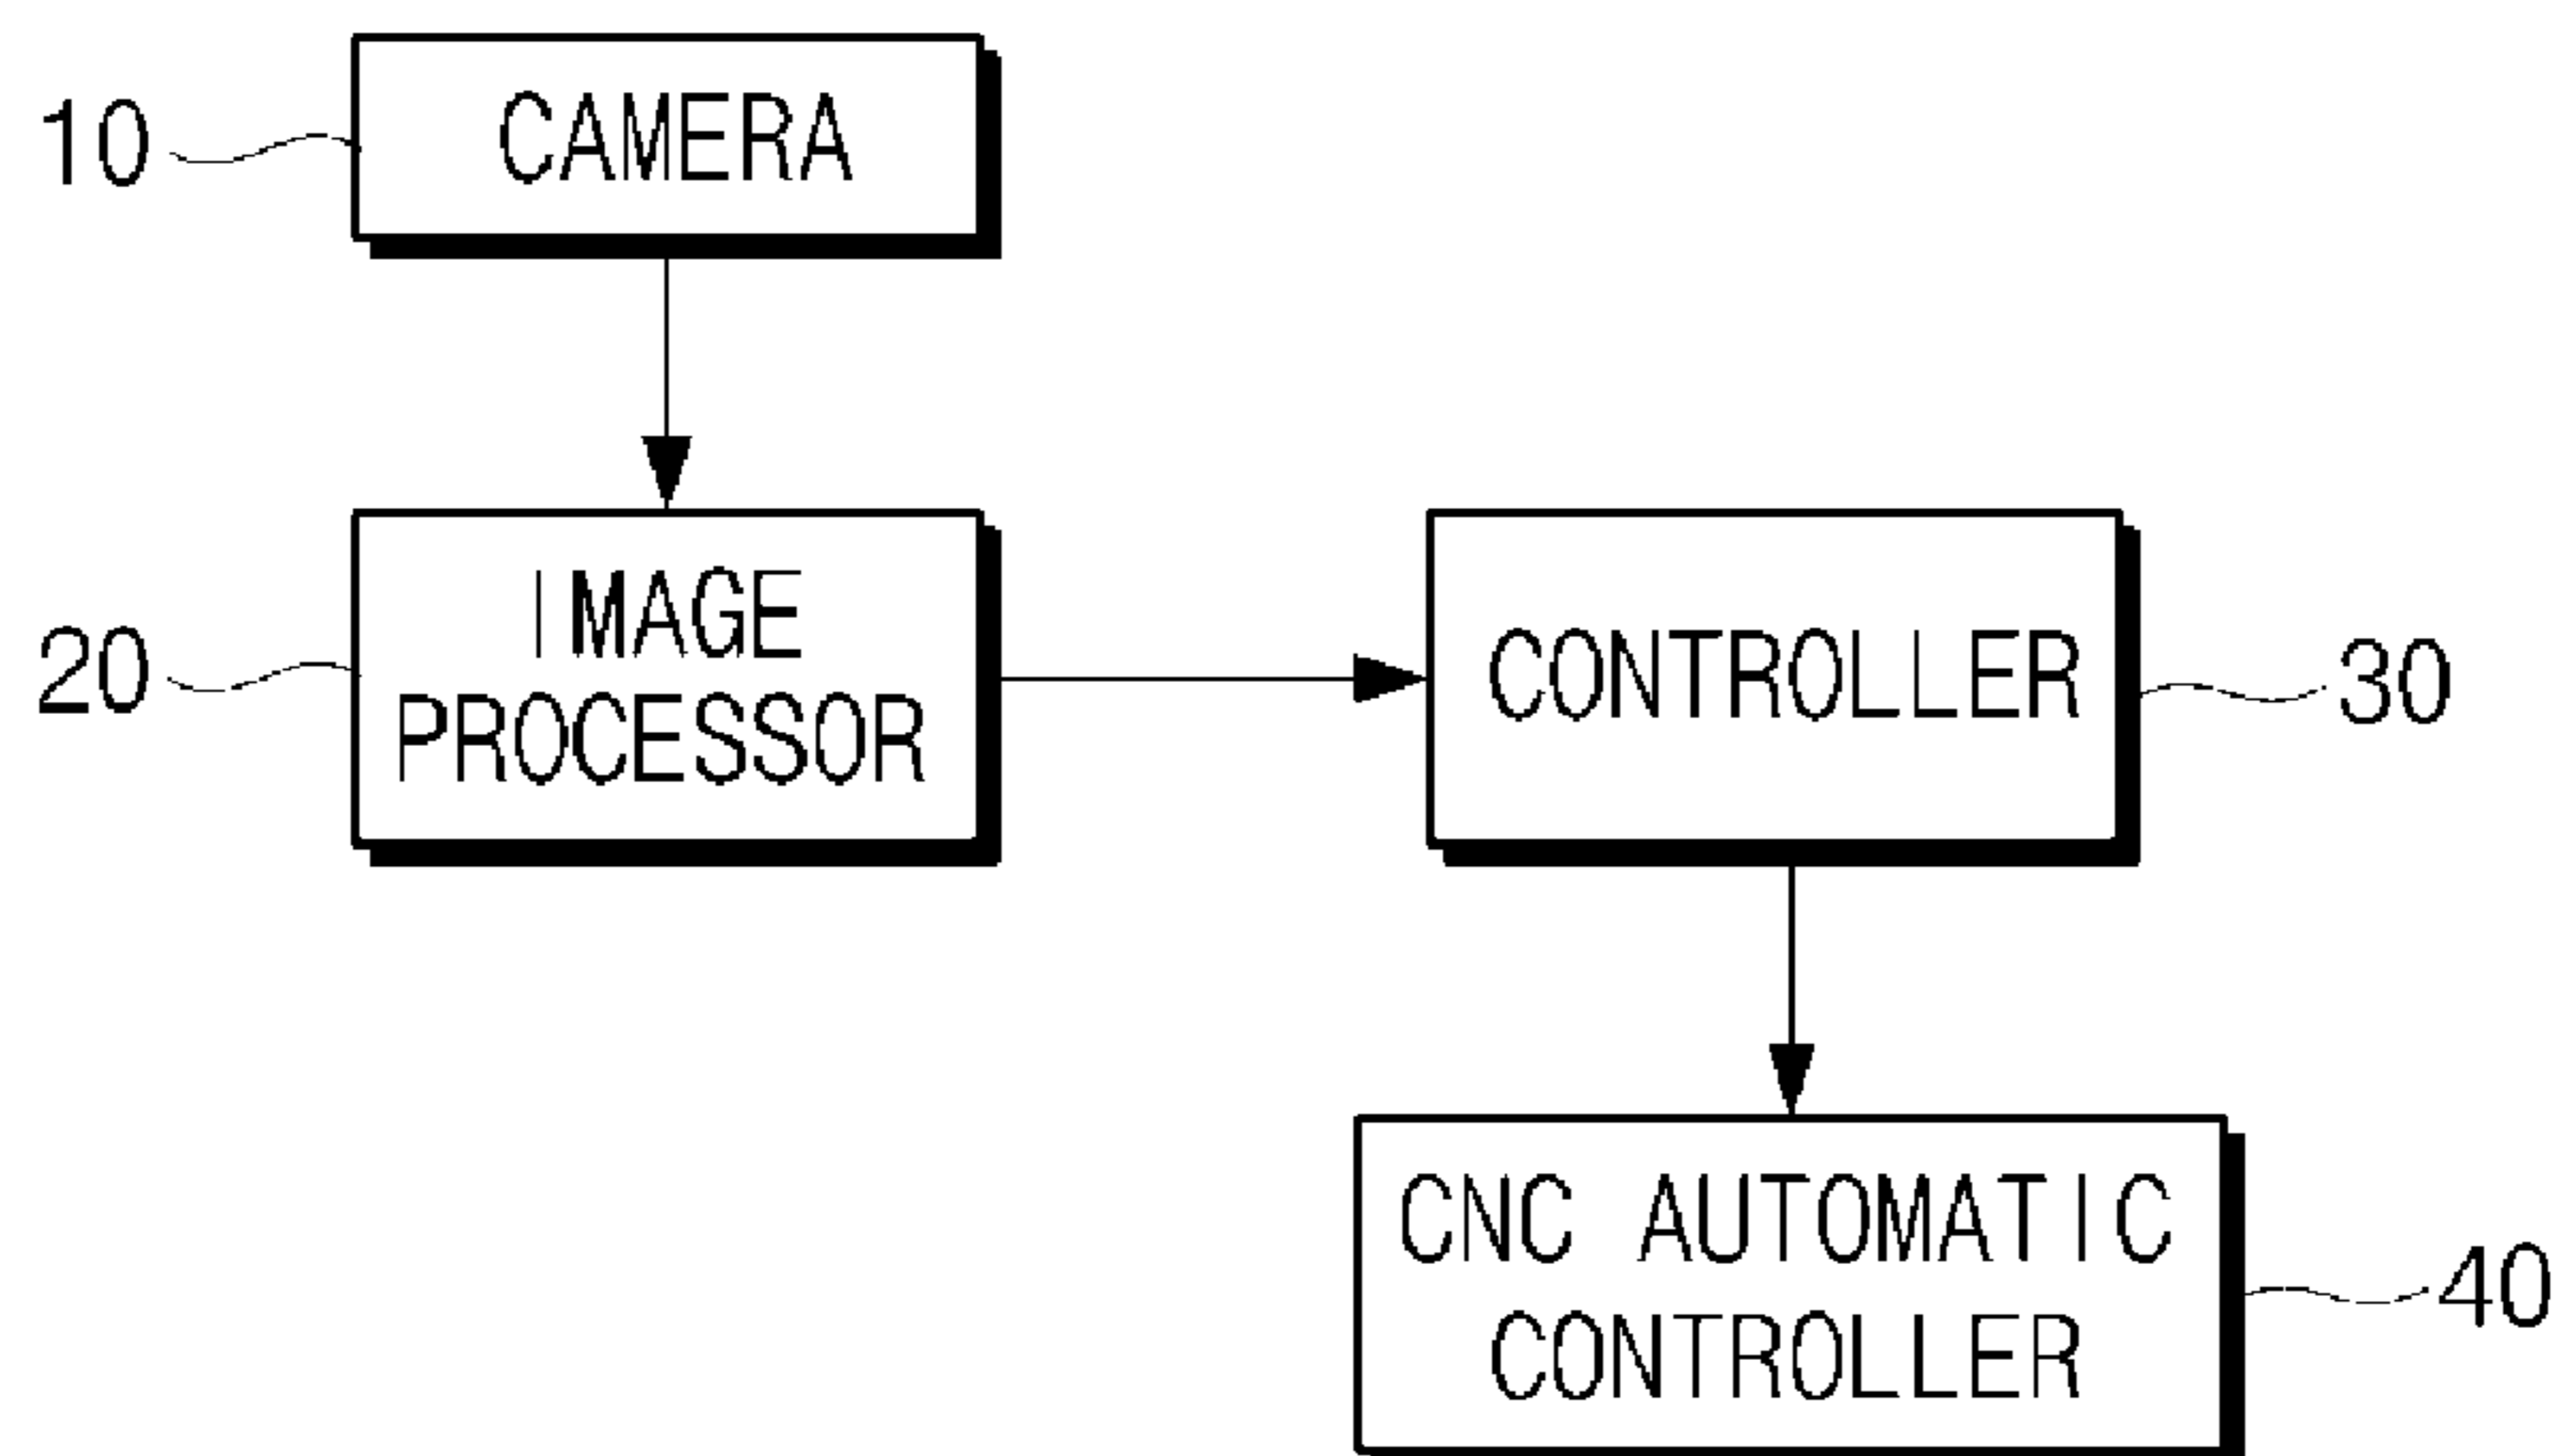 10
CAMERA
20
IMAGE
PROCESSOR
CONTROLLER
30
CNC AUTOMATIC
CONTROLLER
40